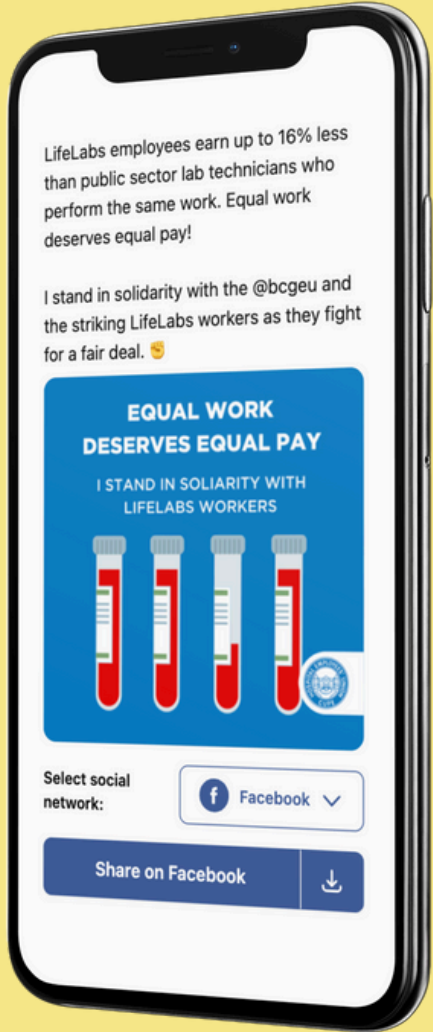 LifeLabs employees earn up to 16% less
than public sector lab technicians who
perform the same work. Equal work
deserves equal pay!
I stand in solidarity with the @bcgeu and
the striking LifeLabs workers as they fight
for a fair deal. ✊
EQUAL WORK
DESERVES EQUAL PAY
I STAND IN SOLIARITY WITH
LIFELABS WORKERS
Select social
network:
f Facebook
Share on Facebook